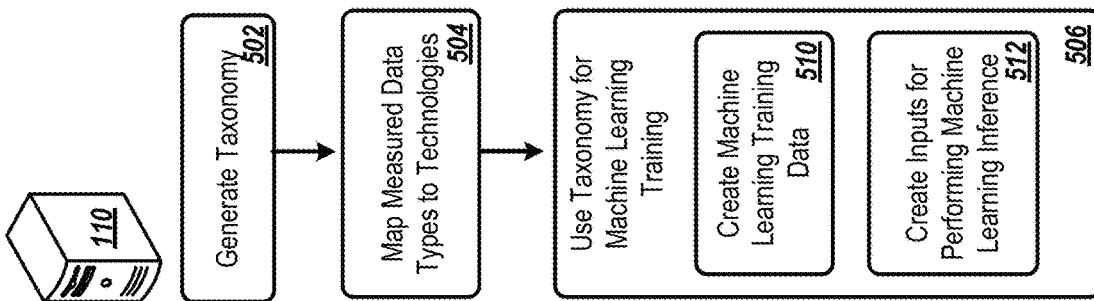 110
Generate Taxonomy
502
Map Measured Data
Types to Technologies
504
Use Taxonomy for
Machine Learning
Training
Create Machine
Learning Training
Data
510
Create Inputs for
Performing Machine
Learning Inference
512
506